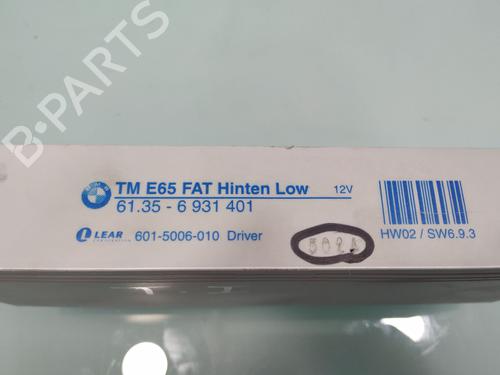 B-PARTS
TM E65 FAT Hinten Low 12V
61.35 - 6 931 401
LEAR 601-5006-010 Driver
HW02 / SW6.9.3